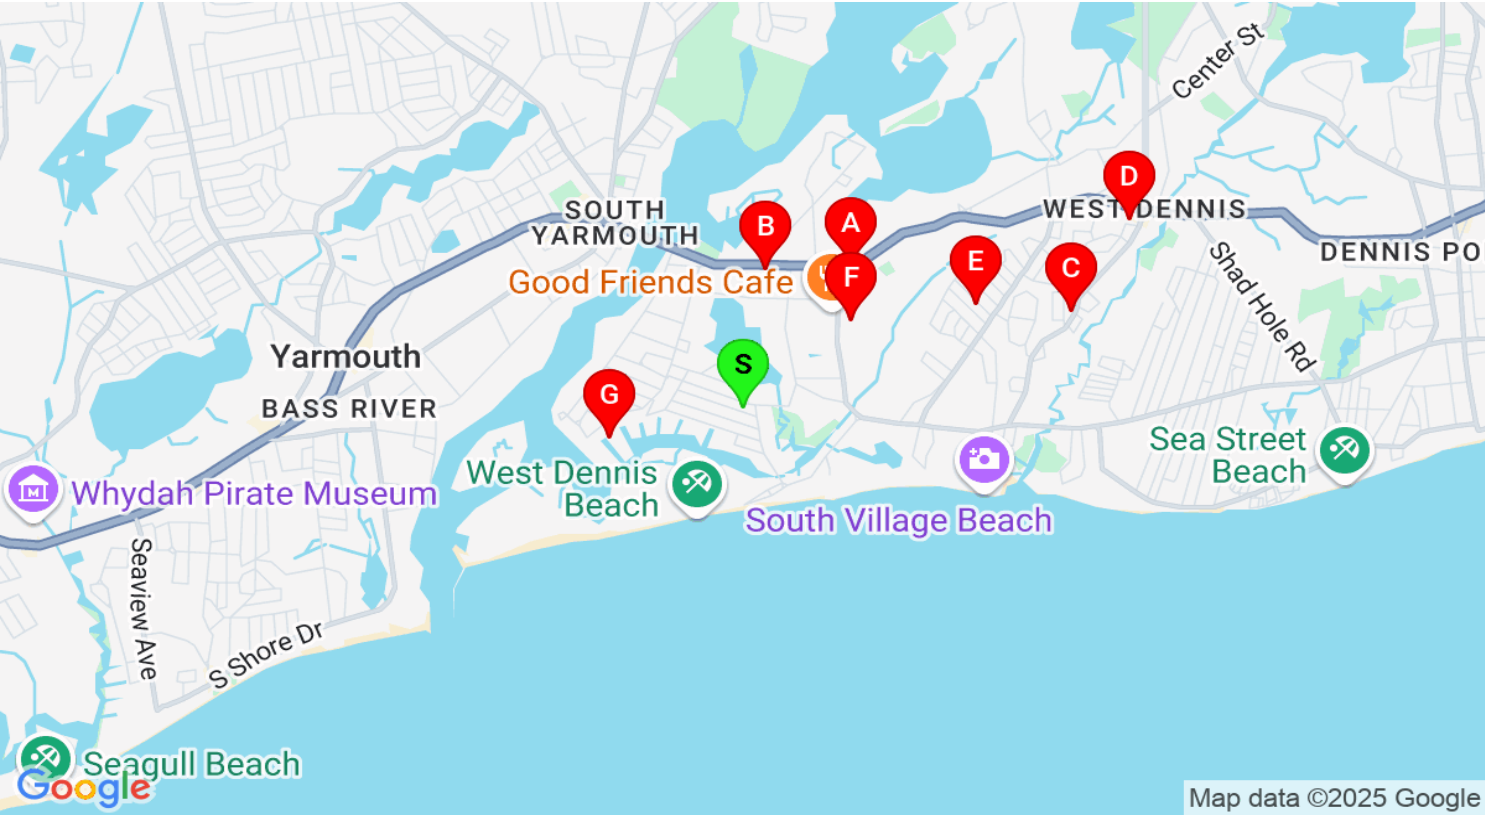 Center St
D
SOUTH
YARMOUTH
WEST DENNIS
B
A
DENNIS PO
Good Friends Cafe
F
E
C
Shad Hole Rd
Yarmouth
S
G
BASS RIVER
Sea Street
Beach
West Dennis
Beach
M
Whydah Pirate Museum
South Village Beach
Seaview Ave
S Shore Dr
Seagull Beach
Google
Map data ©2025 Google